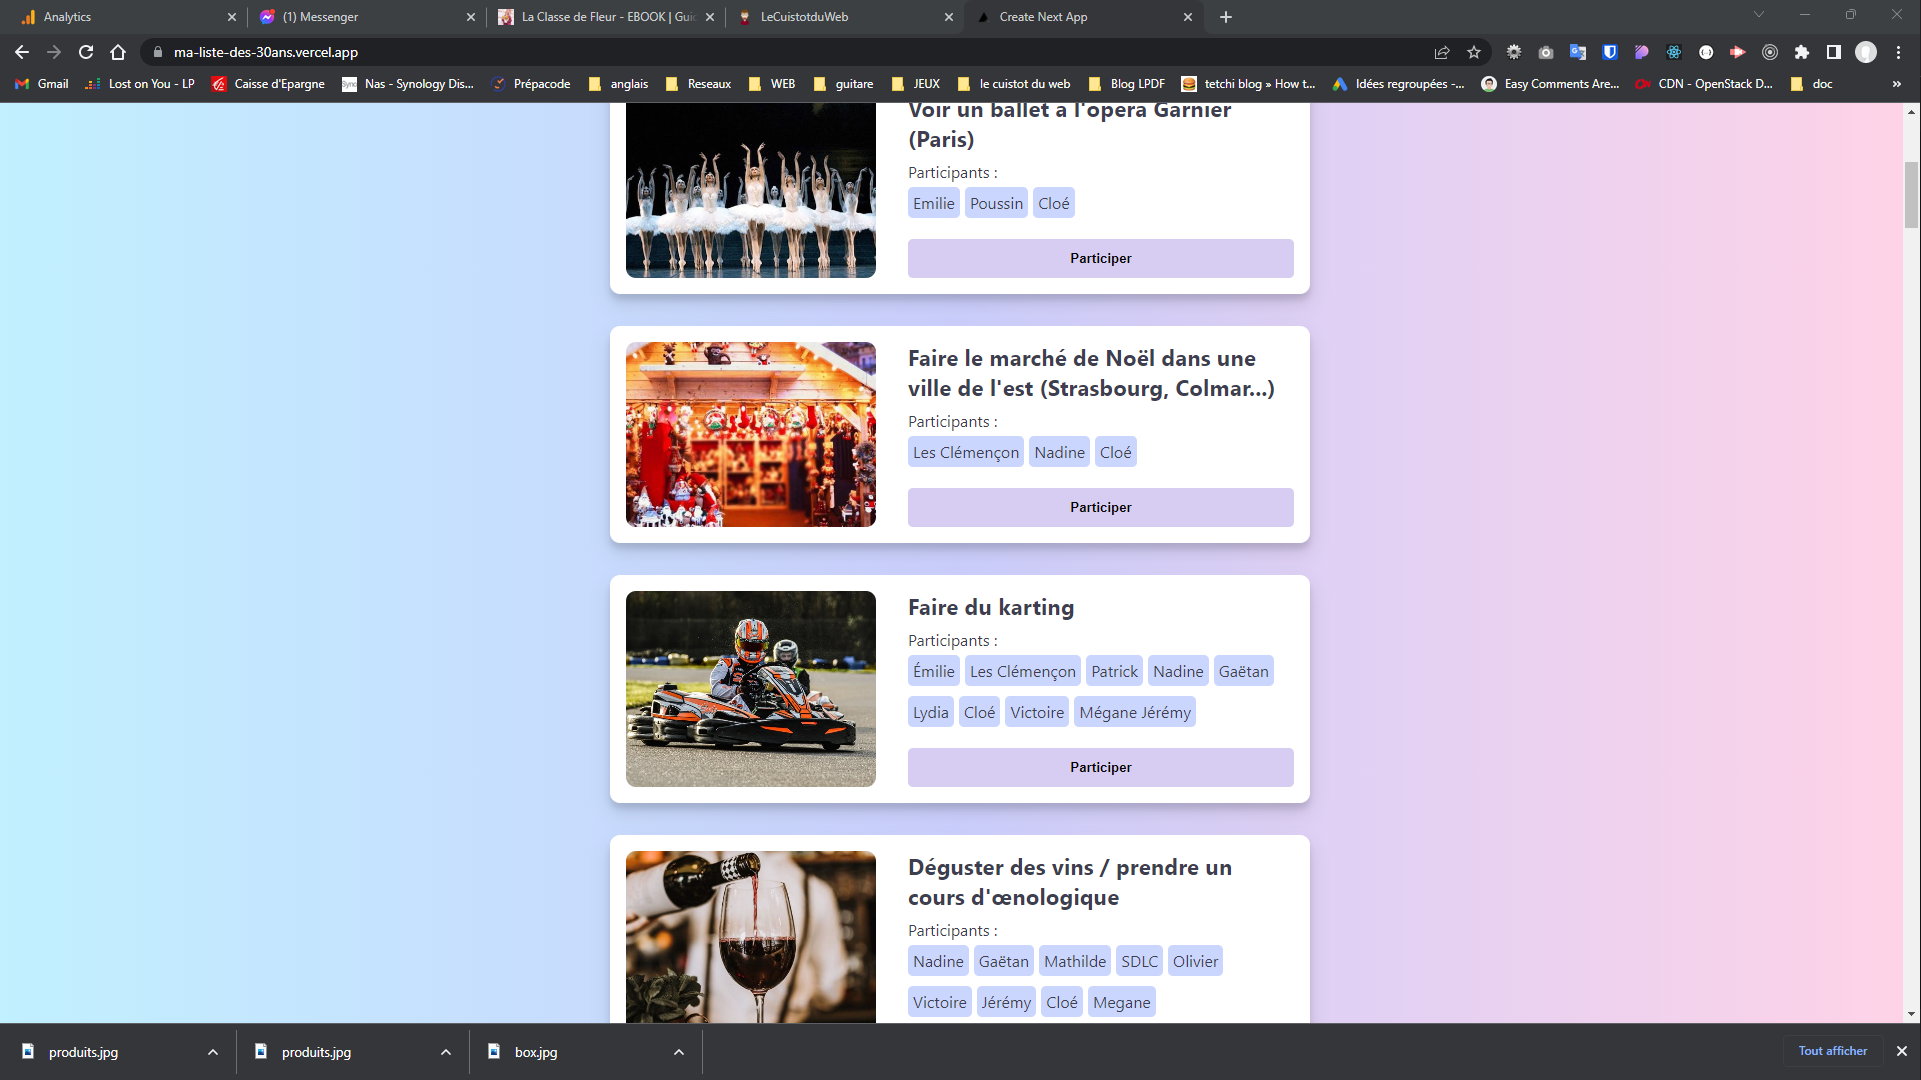 Analytics
(1) Messenger
La Classe de Fleur - EBOOK | Gui
LeCuistotduWeb
Create Next App
ma-liste-des-30ans.vercel.app
Gmail
Lost on You - LP
Caisse d'Epargne
Nas - Synology Dis...
Prépacode
anglais
Reseaux
WEB
guitare
JEUX
le cuistot du web
Blog LPDF
tetchi blog » How t...
Idées regroupées -...
Easy Comments Are...
CDN - OpenStack D...
doc
»
Voir un ballet a l'opera Garnier
(Paris)
Participants :
Emilie Poussin Cloé
Participer
Faire le marché de Noël dans une
ville de l'est (Strasbourg, Colmar...)
Participants :
Les Clémençon Nadine Cloé
Participer
Faire du karting
Participants :
Émilie Les Clémençon Patrick Nadine Gaëtan
Lydia Cloé Victoire Mégane Jérémy
Participer
Déguster des vins / prendre un
cours d'œnologique
Participants :
Nadine Gaëtan Mathilde SDLC Olivier
Victoire Jérémy Cloé Megane
produits.jpg
produits.jpg
box.jpg
Tout afficher